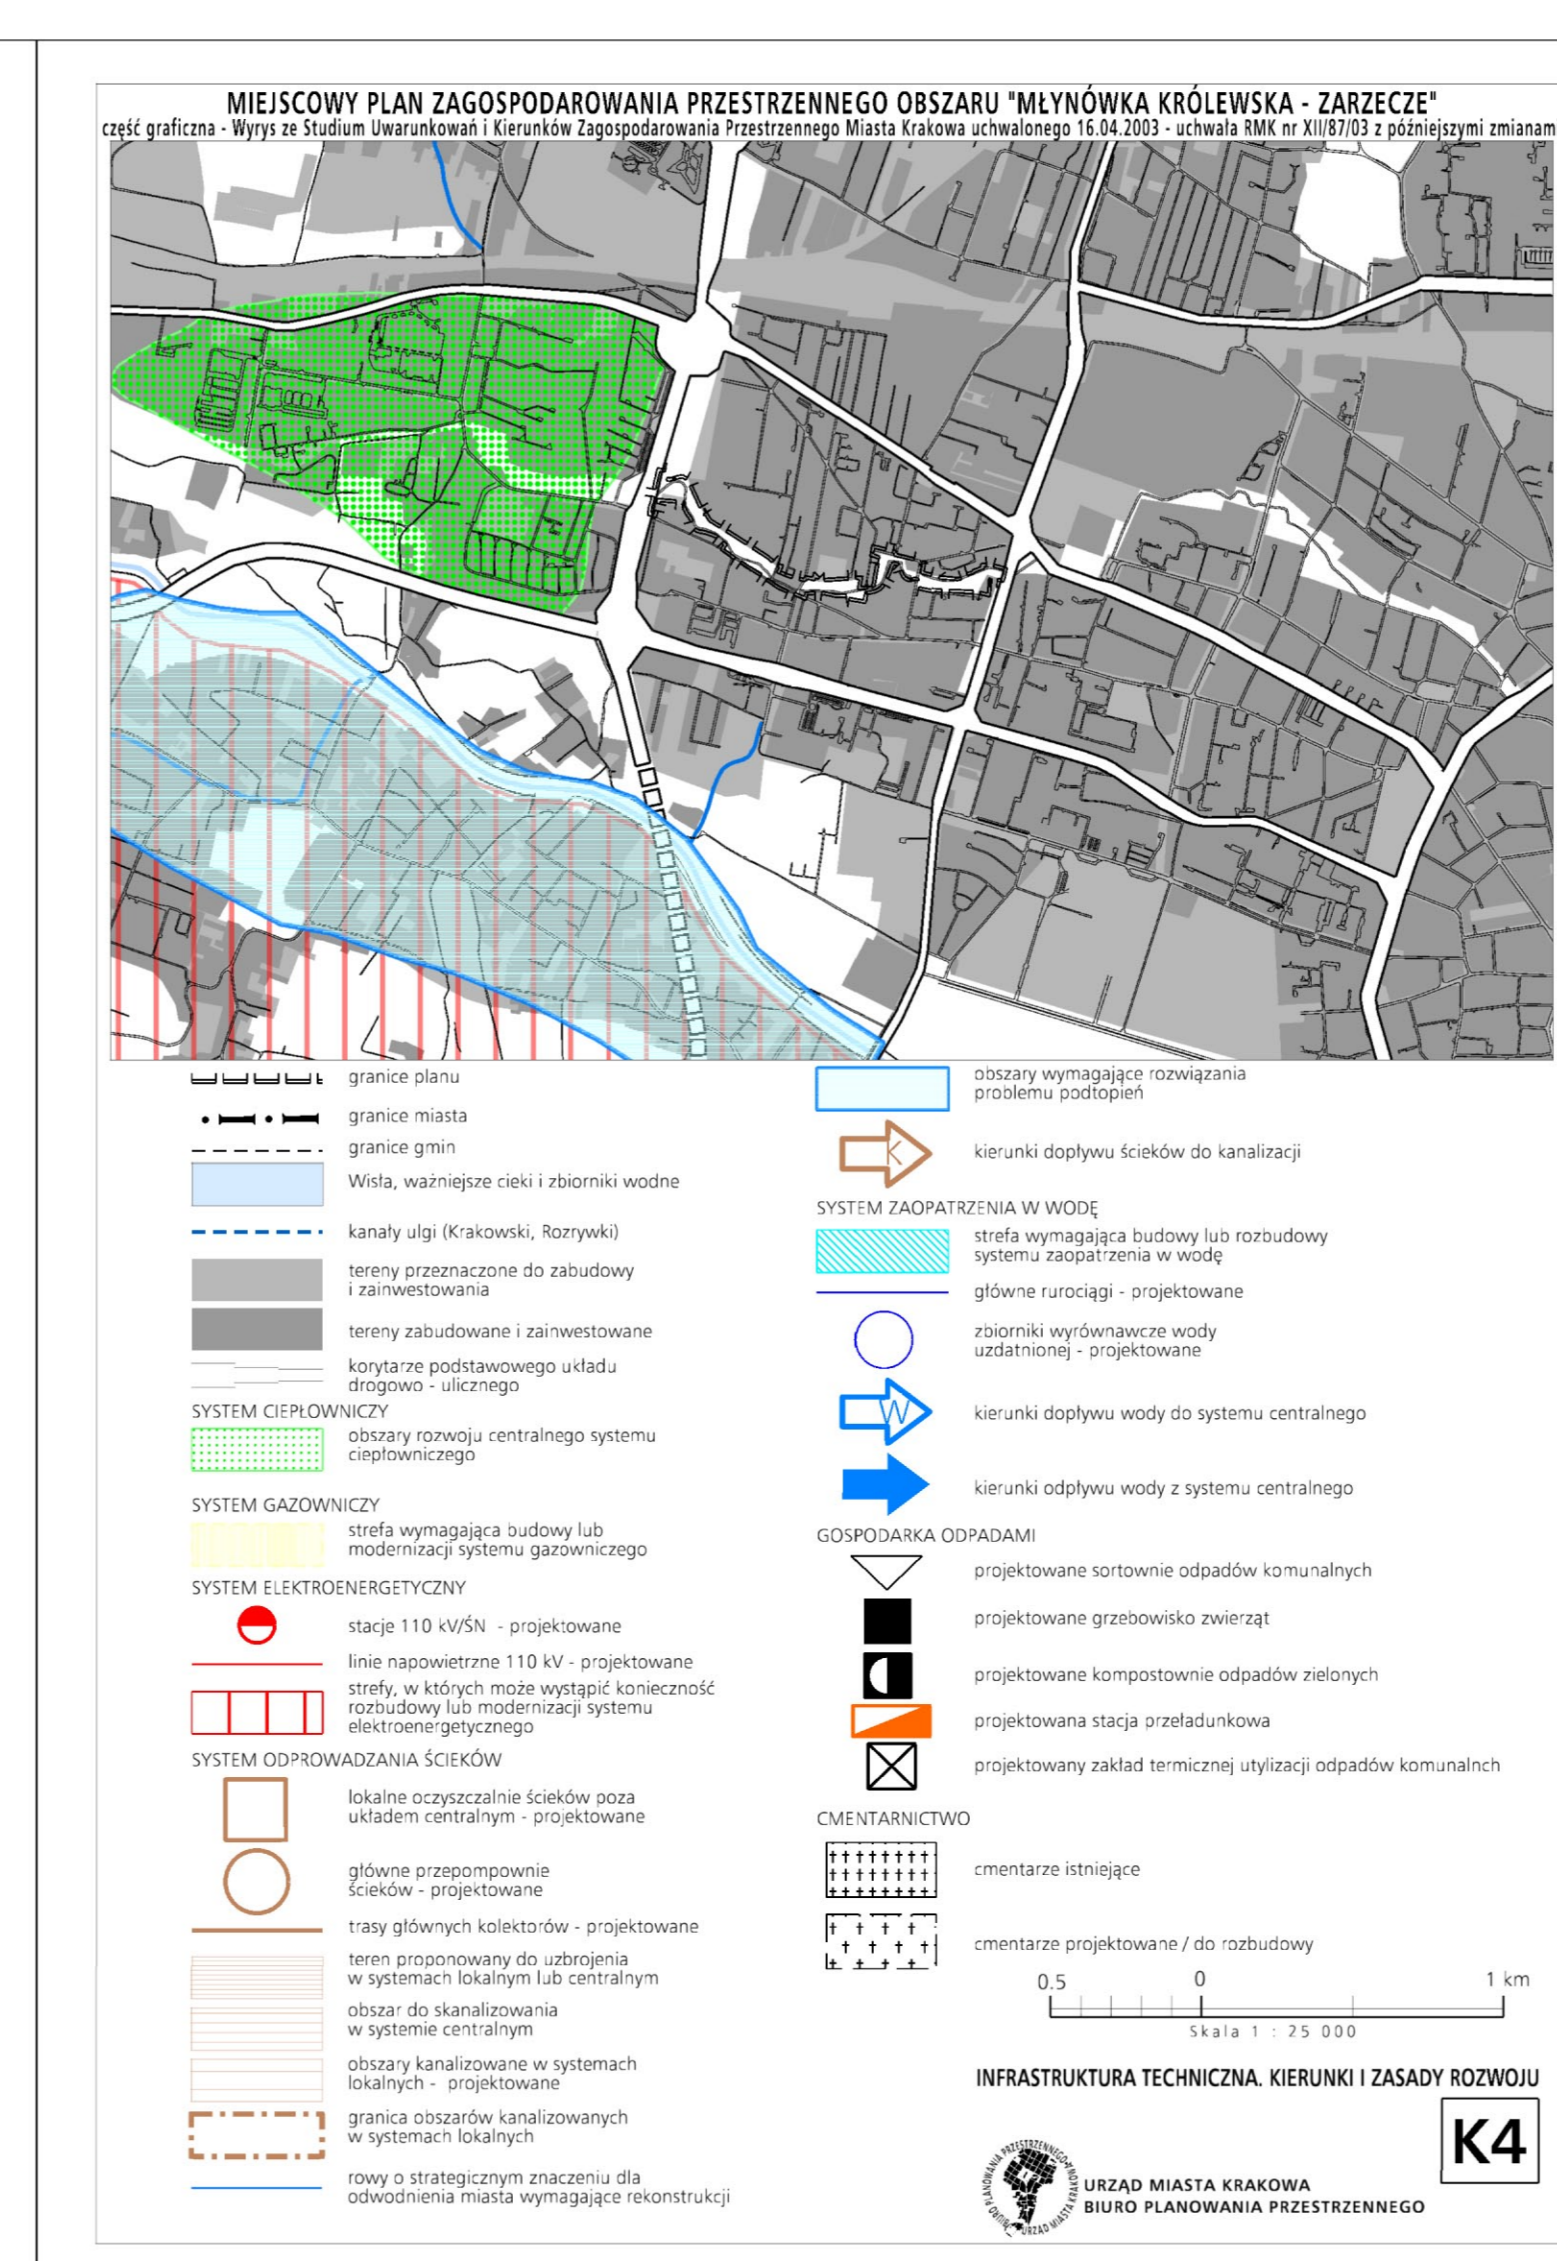 MIEJSCOWY PLAN ZAGOSPODAROWANIA PRZESTRZENNEGO OBSZARU "MŁYNÓWKA KRÓLEWSKA - ZARZECZE"
część graficzna - Wyrys ze Studium Uwarunkowań i Kierunków Zagospodarowania Przestrzennego Miasta Krakowa uchwalonego 16.04.2003 - uchwała RMK nr XII/87/03 z późniejszymi zmianam
granice planu
granice miasta
granice gmin
Wisła, ważniejsze cieki i zbiorniki wodne
kanały ulgi (Krakowski, Rozrywki)
tereny przeznaczone do zabudowy
i zainwestowania
tereny zabudowane i zainwestowane
korytarze podstawowego układu
drogowo - ulicznego
SYSTEM CIEPŁOWNICZY
obszary rozwoju centralnego systemu
ciepłowniczego
SYSTEM GAZOWNICZY
strefa wymagająca budowy lub
modernizacji systemu gazowniczego
SYSTEM ELEKTROENERGETYCZNY
stacje 110 kV/ŚN - projektowane
linie napowietrzne 110 kV - projektowane
strefy, w których może wystąpić konieczność
rozbudowy lub modernizacji systemu
elektroenergetycznego
SYSTEM ODPROWADZANIA ŚCIEKÓW
lokalne oczyszczalnie ścieków poza
układem centralnym - projektowane
główne przepompownie
ścieków - projektowane
trasy głównych kolektorów - projektowane
teren proponowany do uzbrojenia
w systemach lokalnym lub centralnym
obszar do skanalizowania
w systemie centralnym
obszary kanalizowane w systemach
lokalnych - projektowane
granica obszarów kanalizowanych
w systemach lokalnych
rowy o strategicznym znaczeniu dla
odwodnienia miasta wymagające rekonstrukcji
obszary wymagające rozwiązania
problemu podtopień
K
kierunki dopływu ścieków do kanalizacji
SYSTEM ZAOPATRZENIA W WODĘ
strefa wymagająca budowy lub rozbudowy
systemu zaopatrzenia w wodę
główne rurociągi - projektowane
zbiorniki wyrównawcze wody
uzdatnionej - projektowane
W
kierunki dopływu wody do systemu centralnego
kierunki odpływu wody z systemu centralnego
GOSPODARKA ODPADAMI
projektowane sortownie odpadów komunalnych
projektowane grzebowisko zwierząt
projektowane kompostownie odpadów zielonych
projektowana stacja przeładunkowa
projektowany zakład termicznej utylizacji odpadów komunalnch
CMENTARNICTWO
cmentarze istniejące
cmentarze projektowane / do rozbudowy
0.5 0 1 km
Skala 1 : 25 000
INFRASTRUKTURA TECHNICZNA. KIERUNKI I ZASADY ROZWOJU
K4
BIURO PLANOWANIA PRZESTRZENNEGO URZĄD MIASTA KRAKOWA
URZĄD MIASTA KRAKOWA
BIURO PLANOWANIA PRZESTRZENNEGO